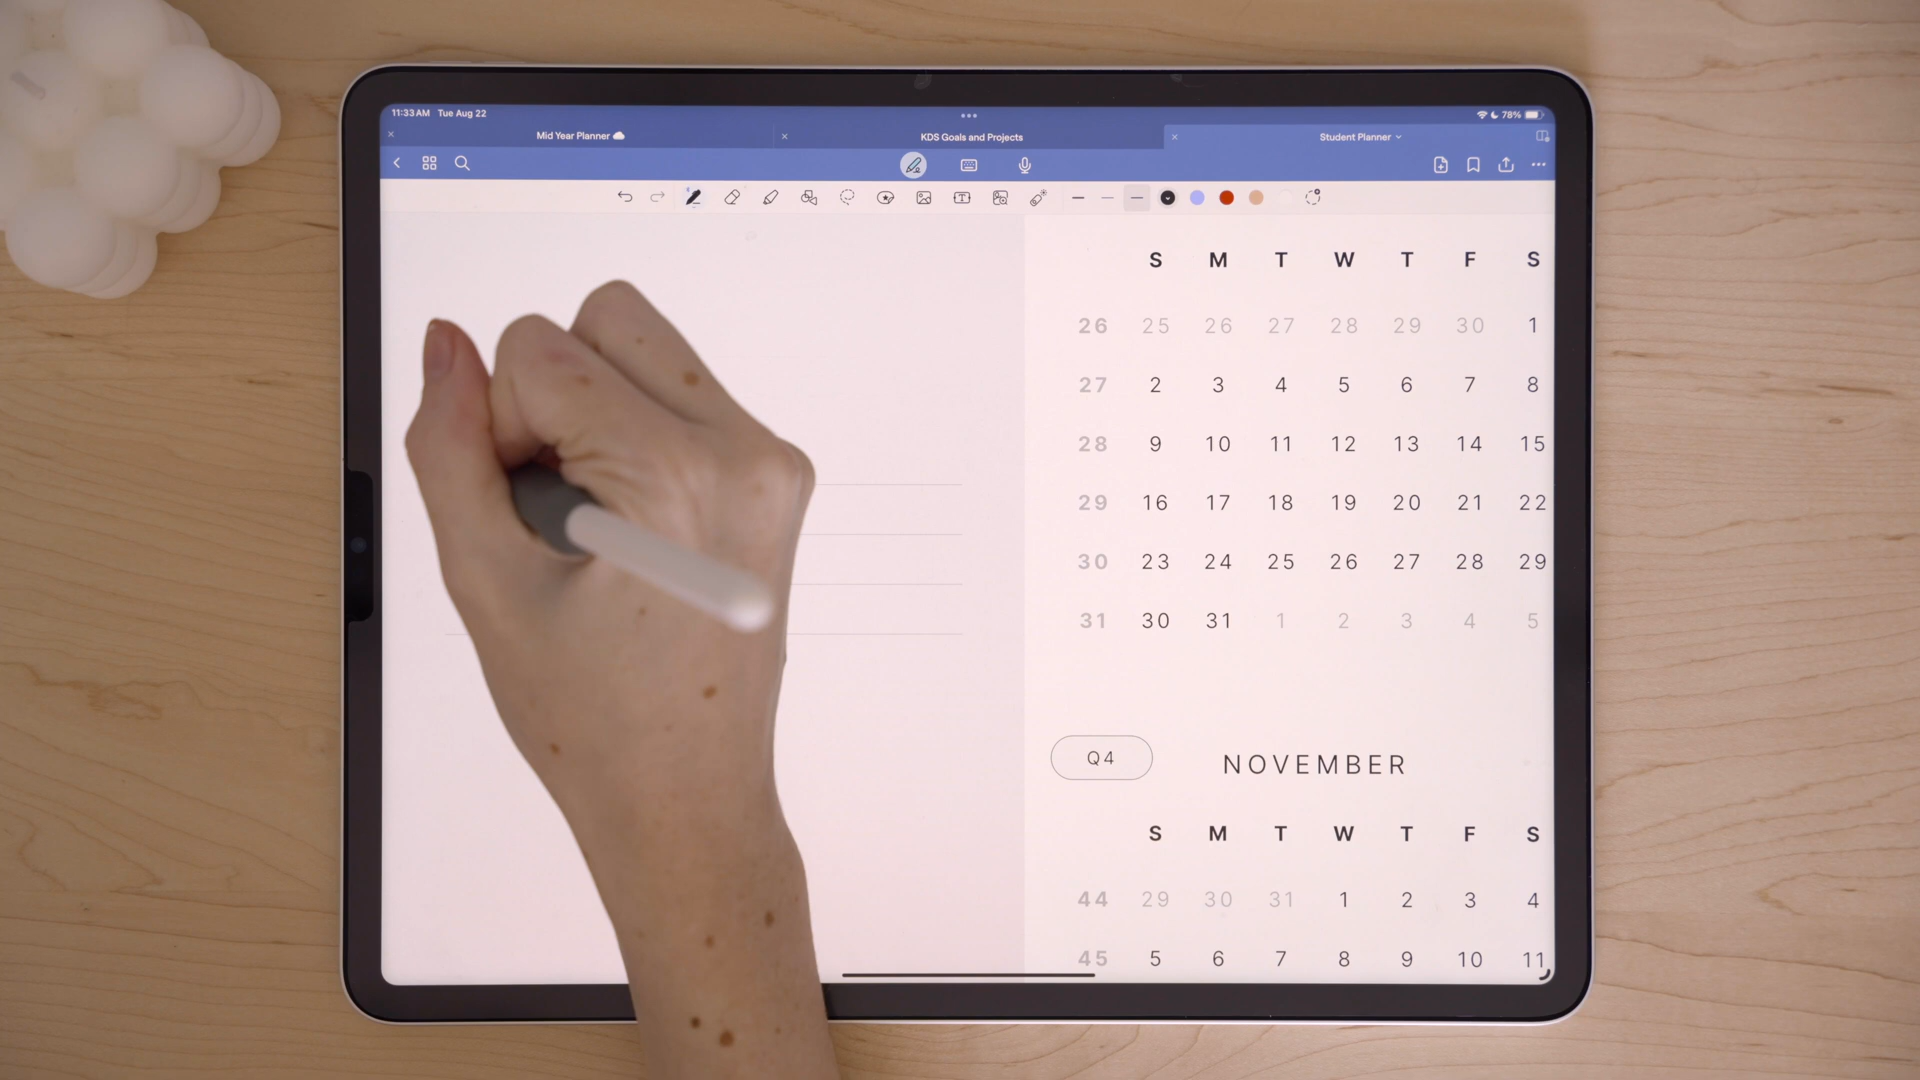 11:33 AM Tue Aug 22
78%
Mid Year Planner
KDS Goals and Projects
Student Planner
S M T W T F S
26 25 26 27 28 29 30 1
27 2 3 4 5 6 7 8
28 9 10 11 12 13 14 15
29 16 17 18 19 20 21 22
30 23 24 25 26 27 28 29
31 30 31 1 2 3 4 5
Q4 NOVEMBER
S M T W T F S
44 29 30 31 1 2 3 4
45 5 6 7 8 9 10 11